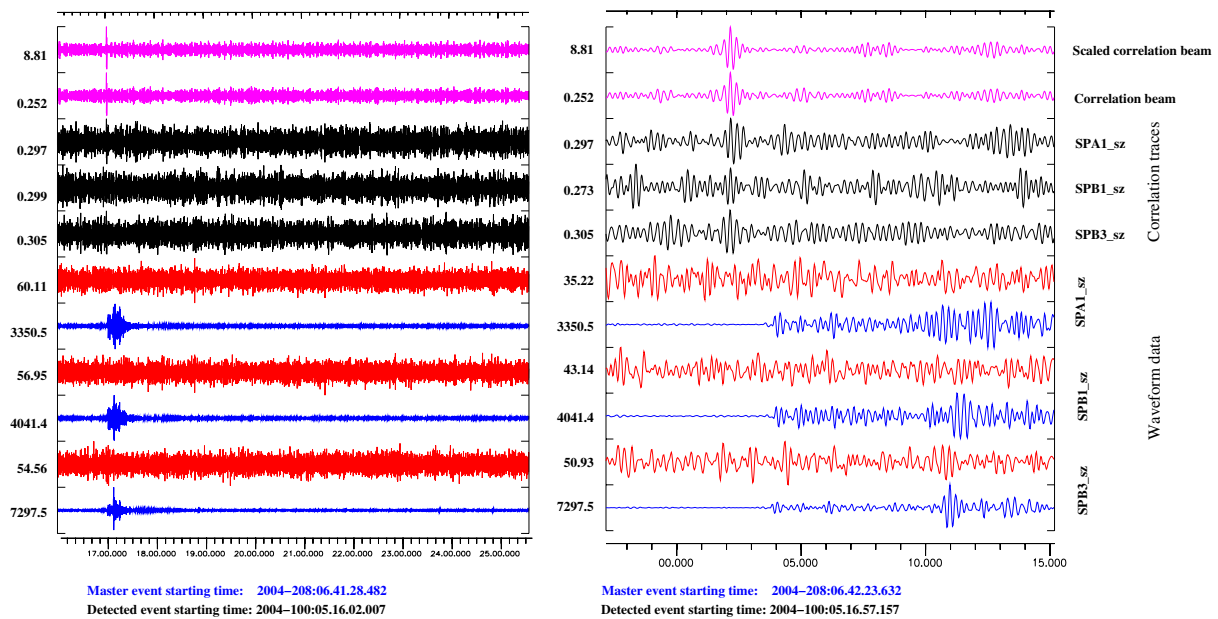 8.81
0.252
0.297
0.299
0.305
60.11
3350.5
56.95
4041.4
54.56
7297.5
17.00.000 18.00.000 19.00.000 20.00.000 21.00.000 22.00.000 23.00.000 24.00.000 25.00.000
Master event starting time: 2004−208:06.41.28.482
Detected event starting time: 2004−100:05.16.02.007
8.81 Scaled correlation beam
0.252 Correlation beam
0.297 SPA1_sz
0.273 SPB1_sz
0.305 SPB3_sz
Correlation traces
35.22
3350.5
SPA1_sz
43.14
4041.4
SPB1_sz
50.93
7297.5
SPB3_sz
Waveform data
00.000 05.000 10.000 15.000
Master event starting time: 2004−208:06.42.23.632
Detected event starting time: 2004−100:05.16.57.157